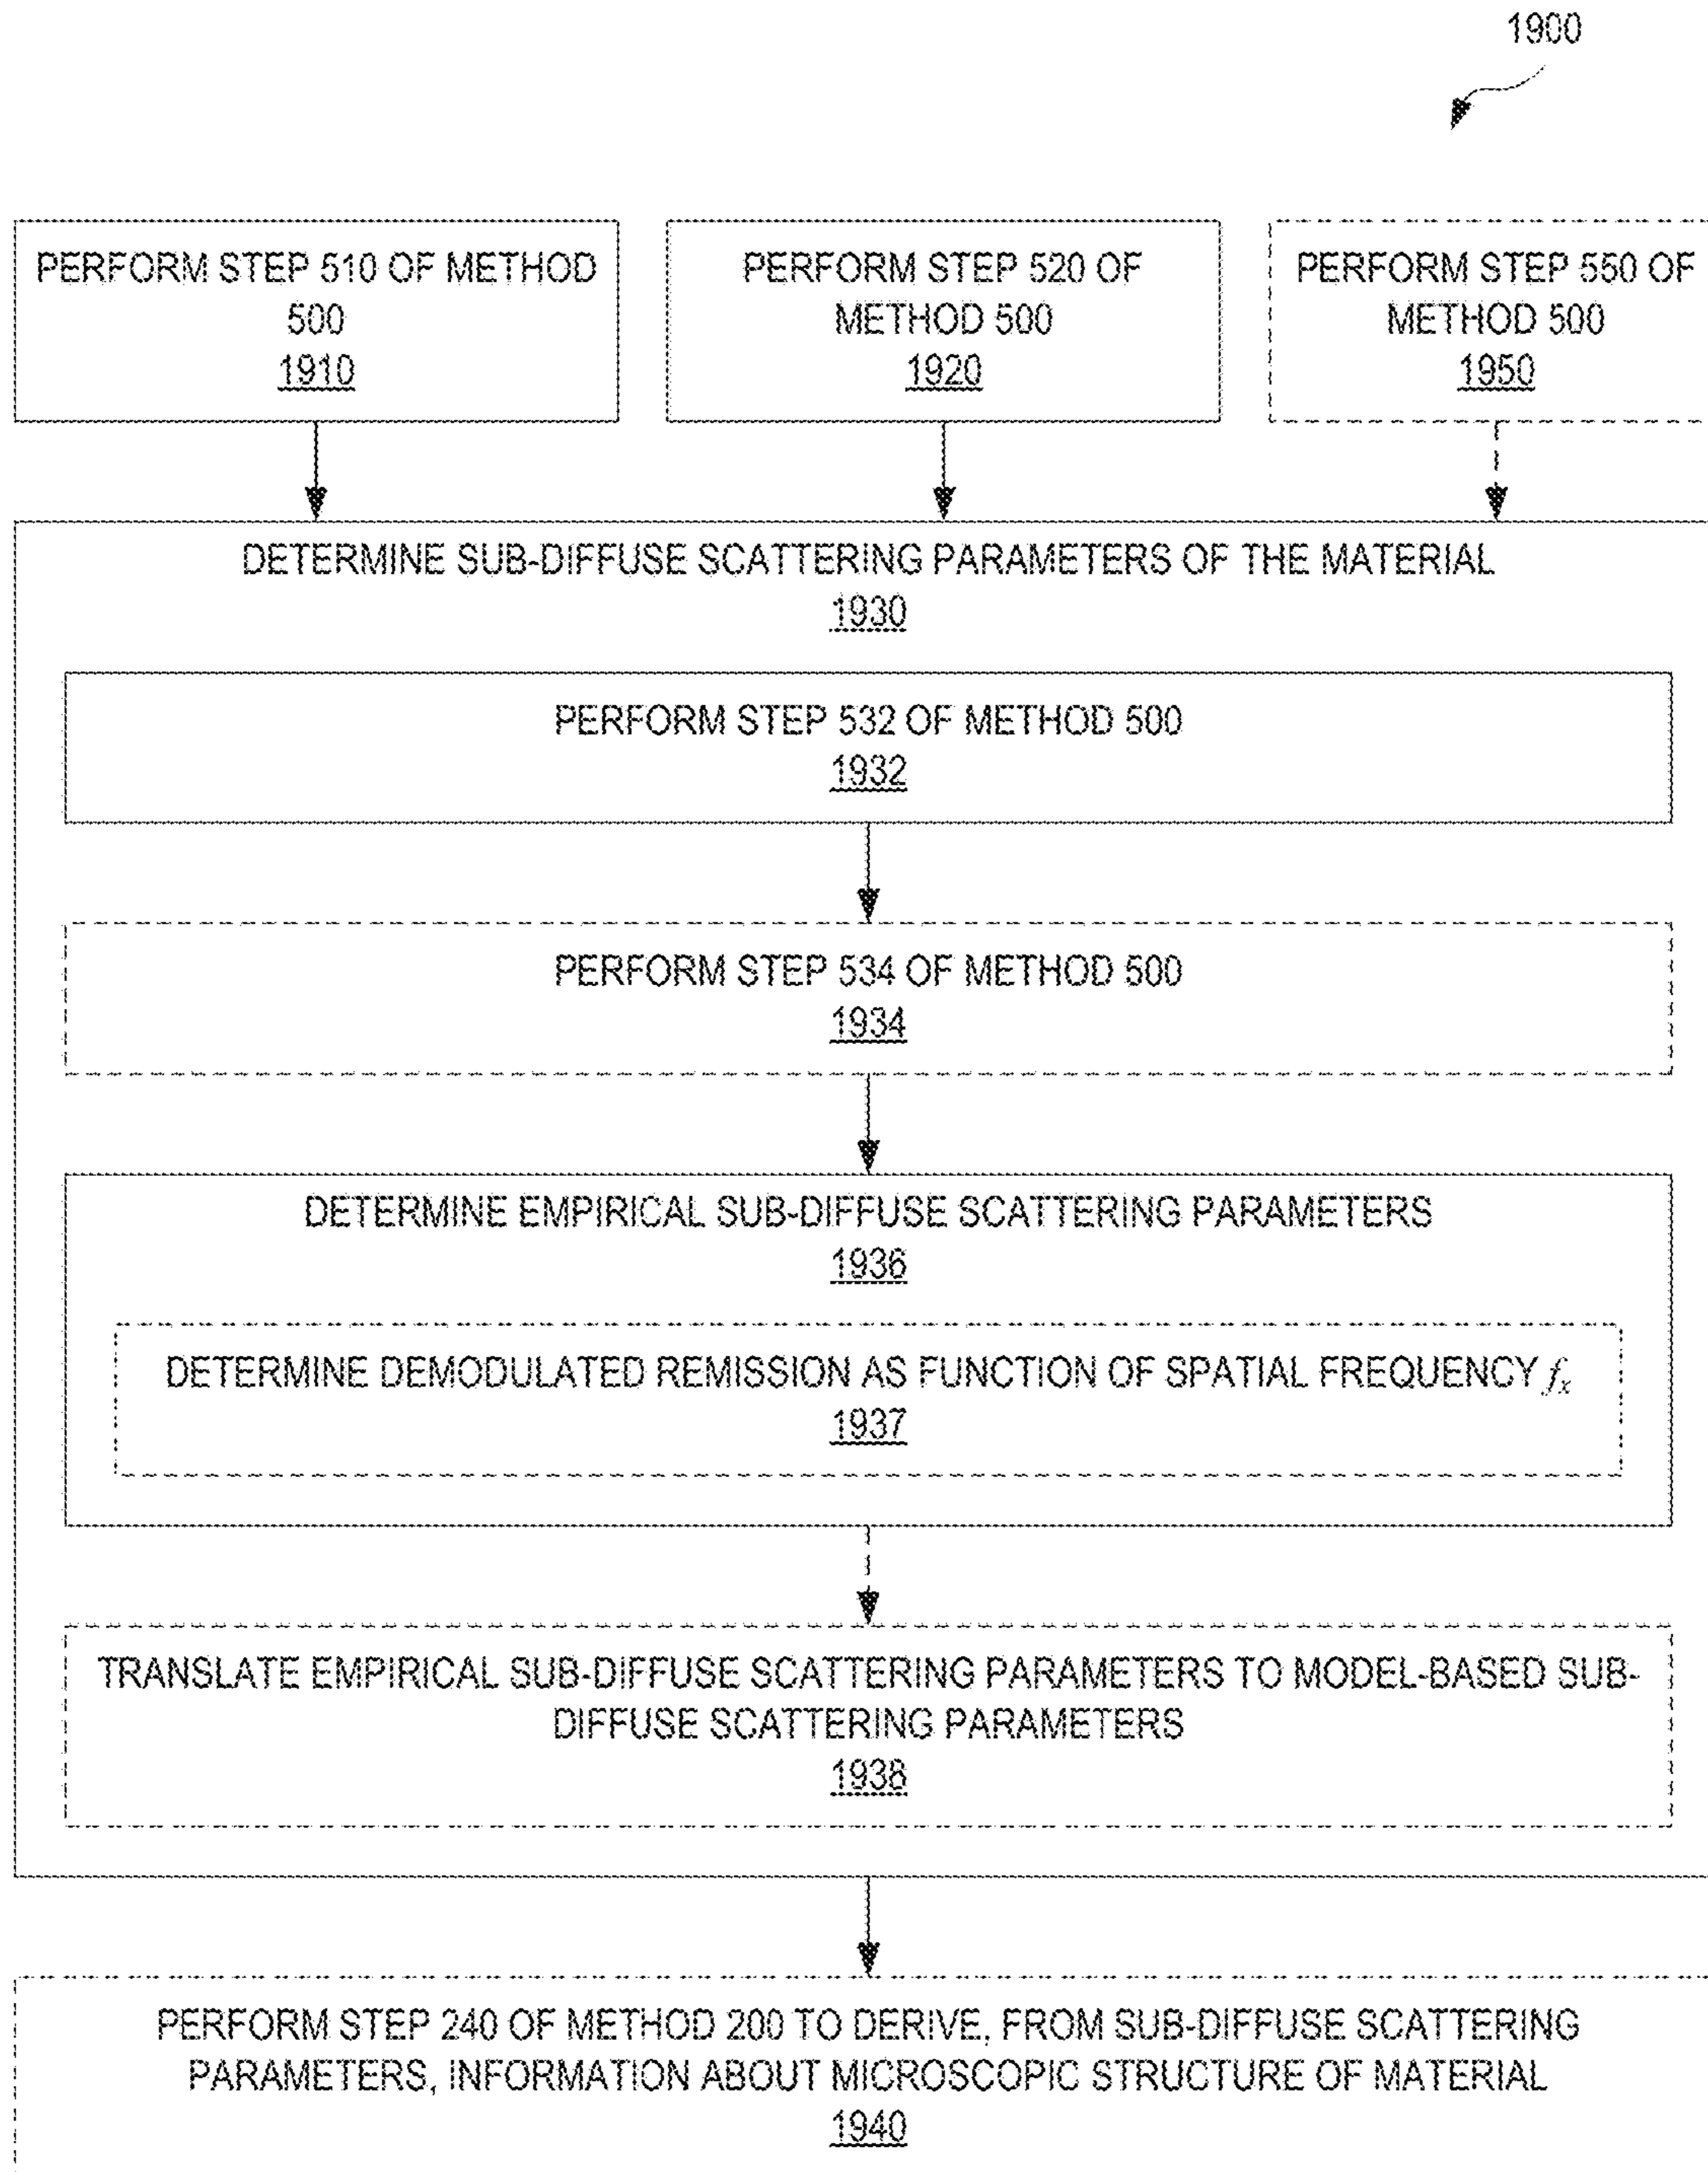 1900
PERFORM STEP 510 OF METHOD
500
1910
PERFORM STEP 520 OF
METHOD 500
1920
PERFORM STEP 550 OF
METHOD 500
1950
DETERMINE SUB-DIFFUSE SCATTERING PARAMETERS OF THE MATERIAL
1930
PERFORM STEP 532 OF METHOD 500
1932
PERFORM STEP 534 OF METHOD 500
1934
DETERMINE EMPIRICAL SUB-DIFFUSE SCATTERING PARAMETERS
1936
DETERMINE DEMODULATED REMISSION AS FUNCTION OF SPATIAL FREQUENCY fx
1937
TRANSLATE EMPIRICAL SUB-DIFFUSE SCATTERING PARAMETERS TO MODEL-BASED SUB-
DIFFUSE SCATTERING PARAMETERS
1938
PERFORM STEP 240 OF METHOD 200 TO DERIVE, FROM SUB-DIFFUSE SCATTERING
PARAMETERS, INFORMATION ABOUT MICROSCOPIC STRUCTURE OF MATERIAL
1940